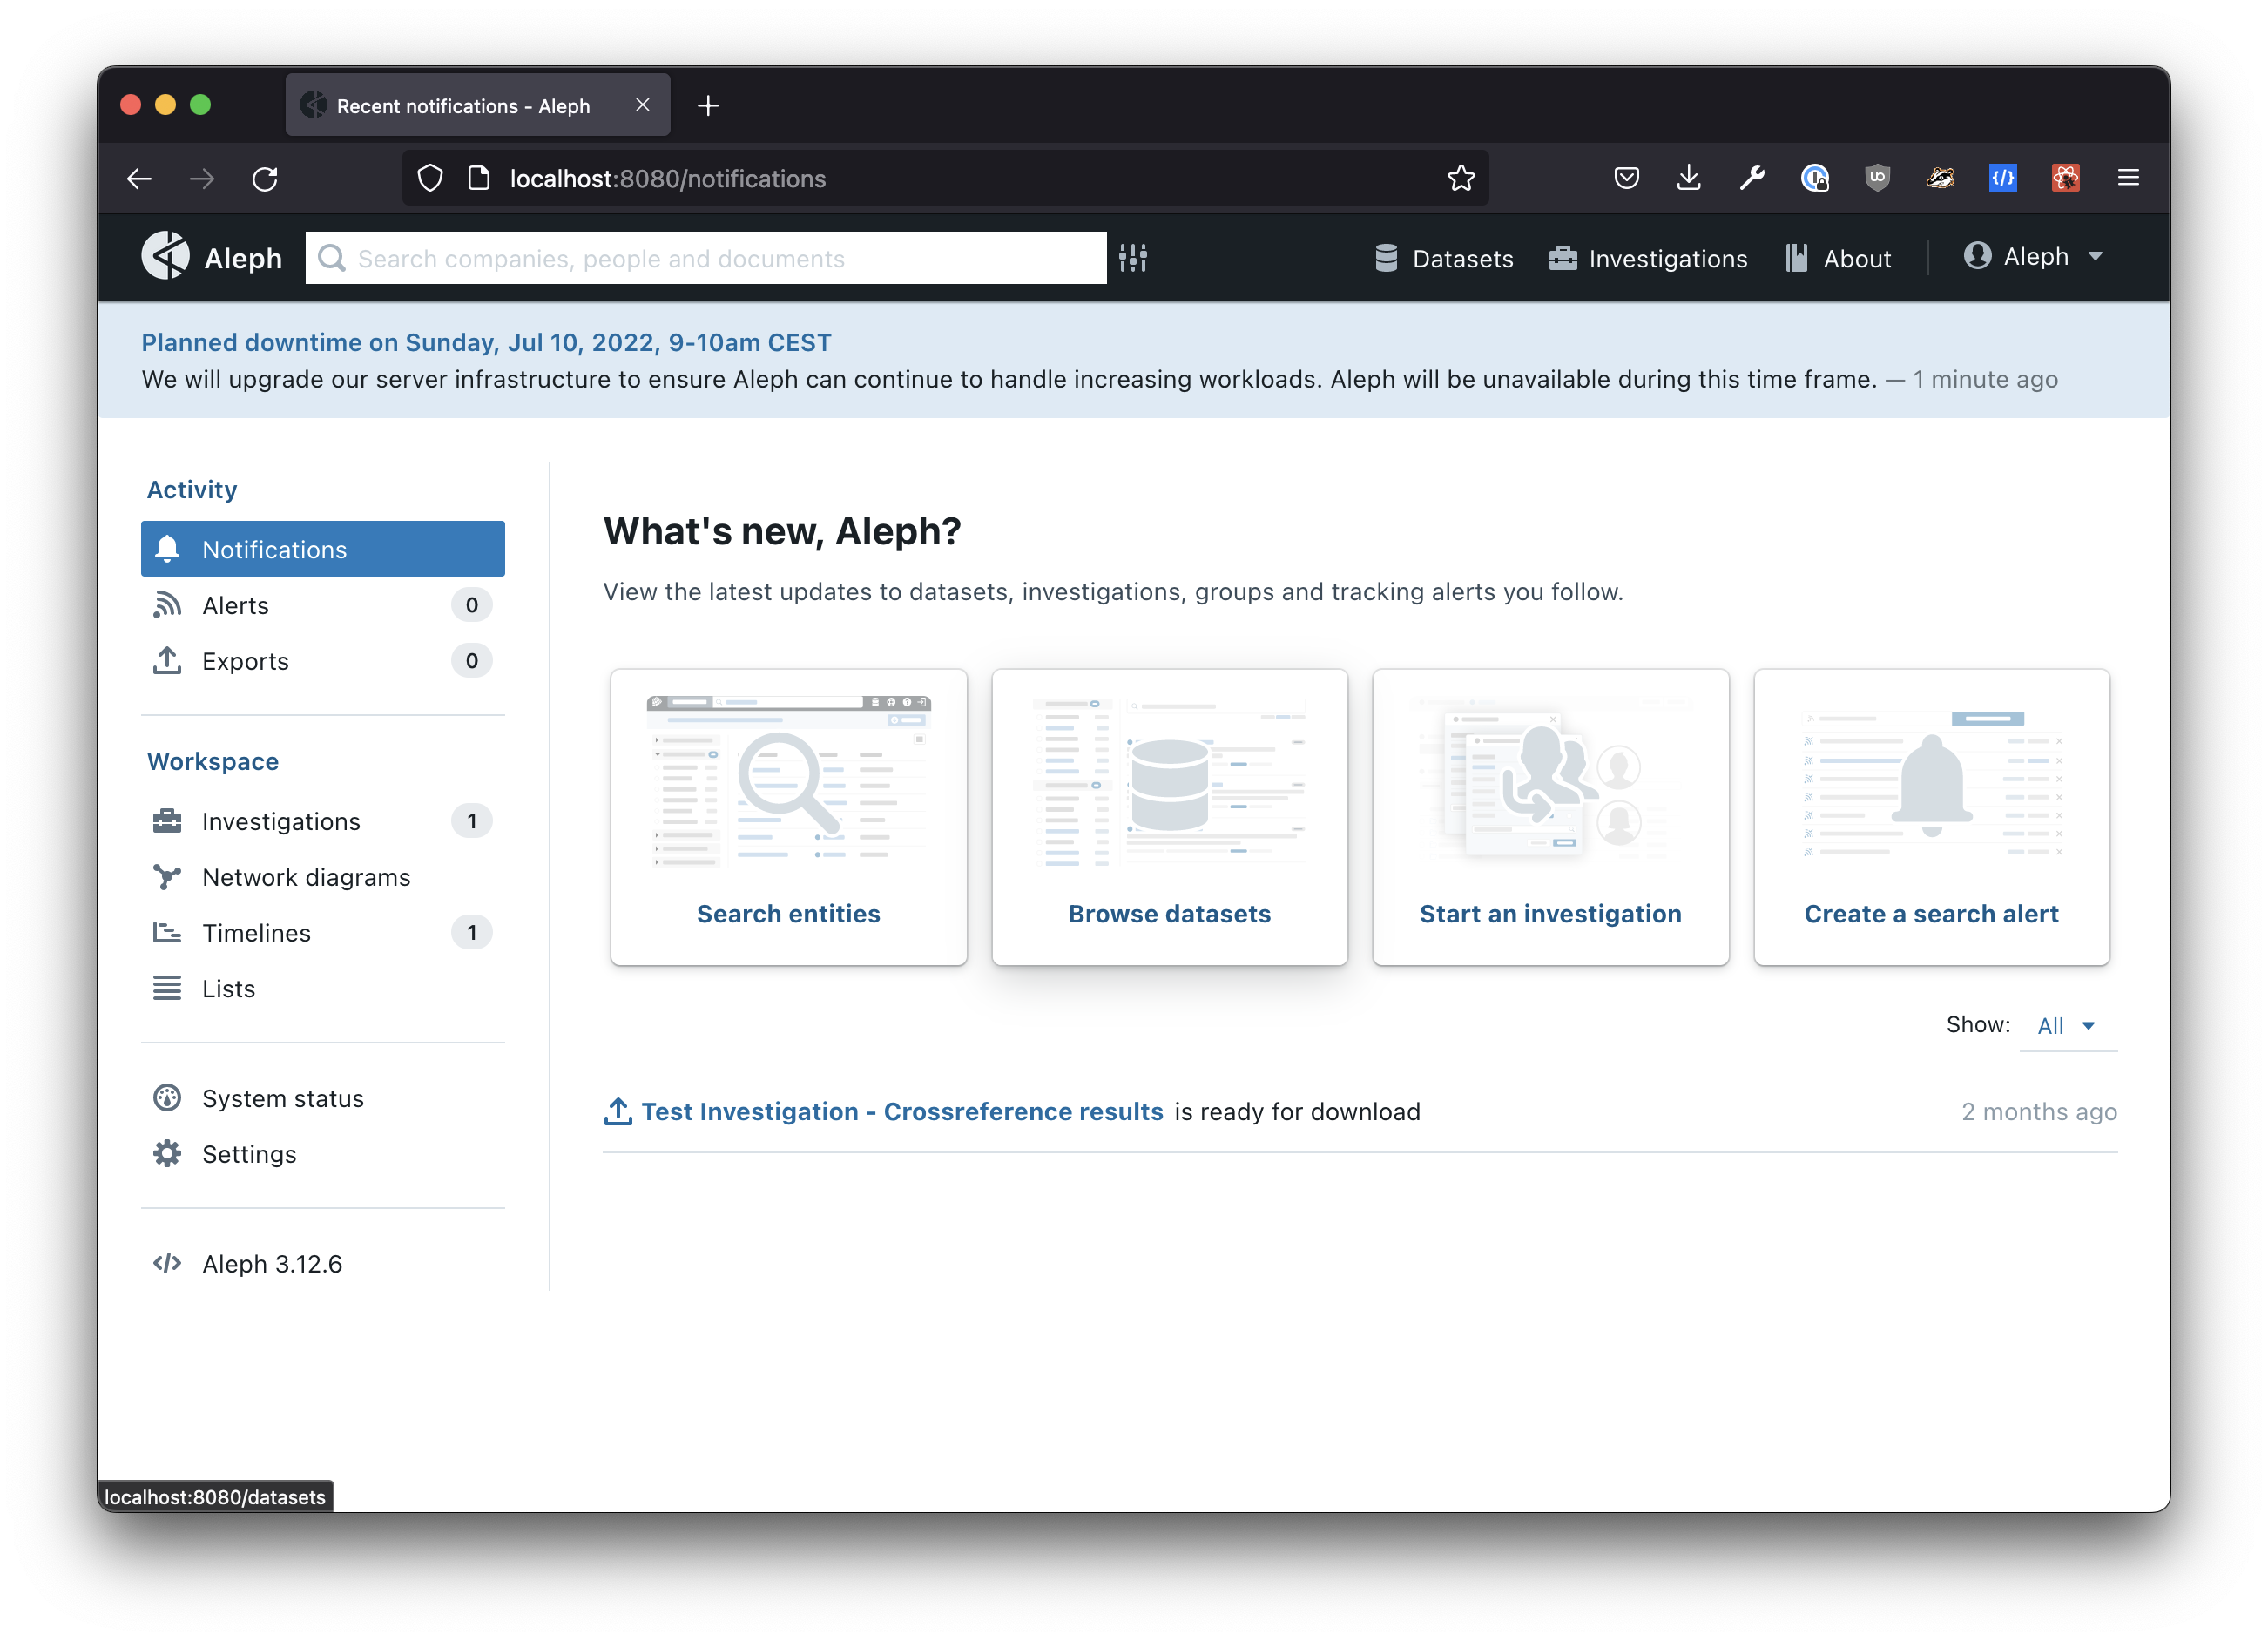 Recent notifications - Aleph
localhost:8080/notifications
Aleph
Search companies, people and documents
Datasets
Investigations
About
Aleph
Planned downtime on Sunday, Jul 10, 2022, 9-10am CEST
We will upgrade our server infrastructure to ensure Aleph can continue to handle increasing workloads. Aleph will be unavailable during this time frame. — 1 minute ago
Activity
Notifications
Alerts 0
Exports 0
Workspace
Investigations 1
Network diagrams
Timelines 1
Lists
System status
Settings
Aleph 3.12.6
What's new, Aleph?
View the latest updates to datasets, investigations, groups and tracking alerts you follow.
Search entities
Browse datasets
Start an investigation
Create a search alert
Show: All
Test Investigation - Crossreference results is ready for download 2 months ago
localhost:8080/datasets